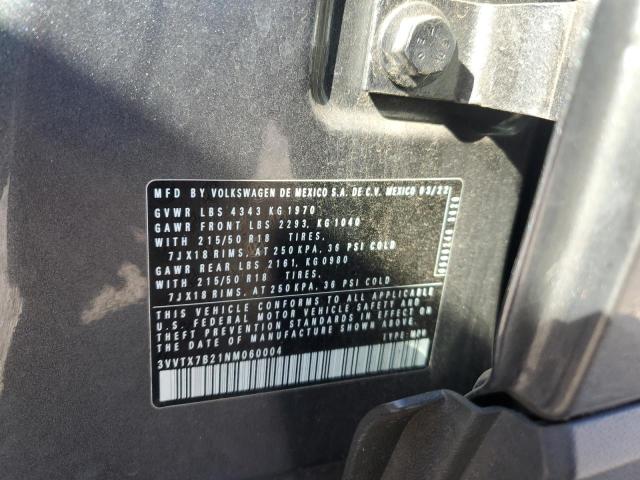 MFD BY VOLKSWAGEN DE MEXICO S.A. DE C.V. MEXICO 03/22
GVWR LBS 4343 KG 1970
GAWR FRONT LBS 2293, KG 1040
WITH 215/50 R18 TIRES,
7JX18 RIMS, AT 250 KPA, 36 PSI COLD
GAWR REAR LBS 2161, KG 0980
WITH 215/50 R18 TIRES,
7JX18 RIMS, AT 250 KPA, 36 PSI COLD
THIS VEHICLE CONFORMS TO ALL APPLICABLE
U.S. FEDERAL MOTOR VEHICLE SAFETY AND
THEFT PREVENTION STANDARDS IN EFFECT ON
THE DATE OF MANUFACTURE SHOWN ABOVE.
3VVTX7B21NM060004 TYPE: MPV